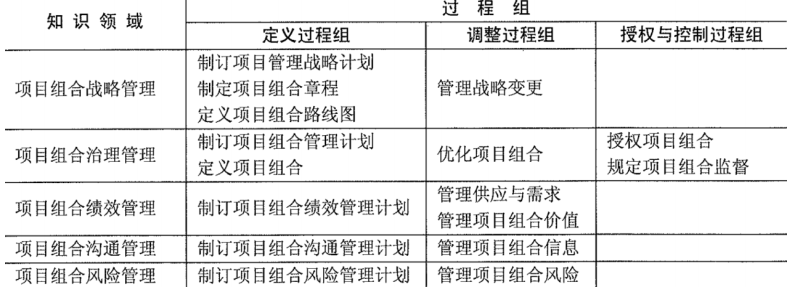 知识领域
过程组
定义过程组
调整过程组
授权与控制过程组
项目组合战略管理
制订项目管理战略计划
制定项目组合章程
定义项目组合路线图
管理战略变更
项目组合治理管理
制订项目组合管理计划
定义项目组合
优化项目组合
授权项目组合
规定项目组合监督
项目组合绩效管理
制订项目组合绩效管理计划
管理供应与需求
管理项目组合价值
项目组合沟通管理
制订项目组合沟通管理计划
管理项目组合信息
项目组合风险管理
制订项目组合风险管理计划
管理项目组合风险